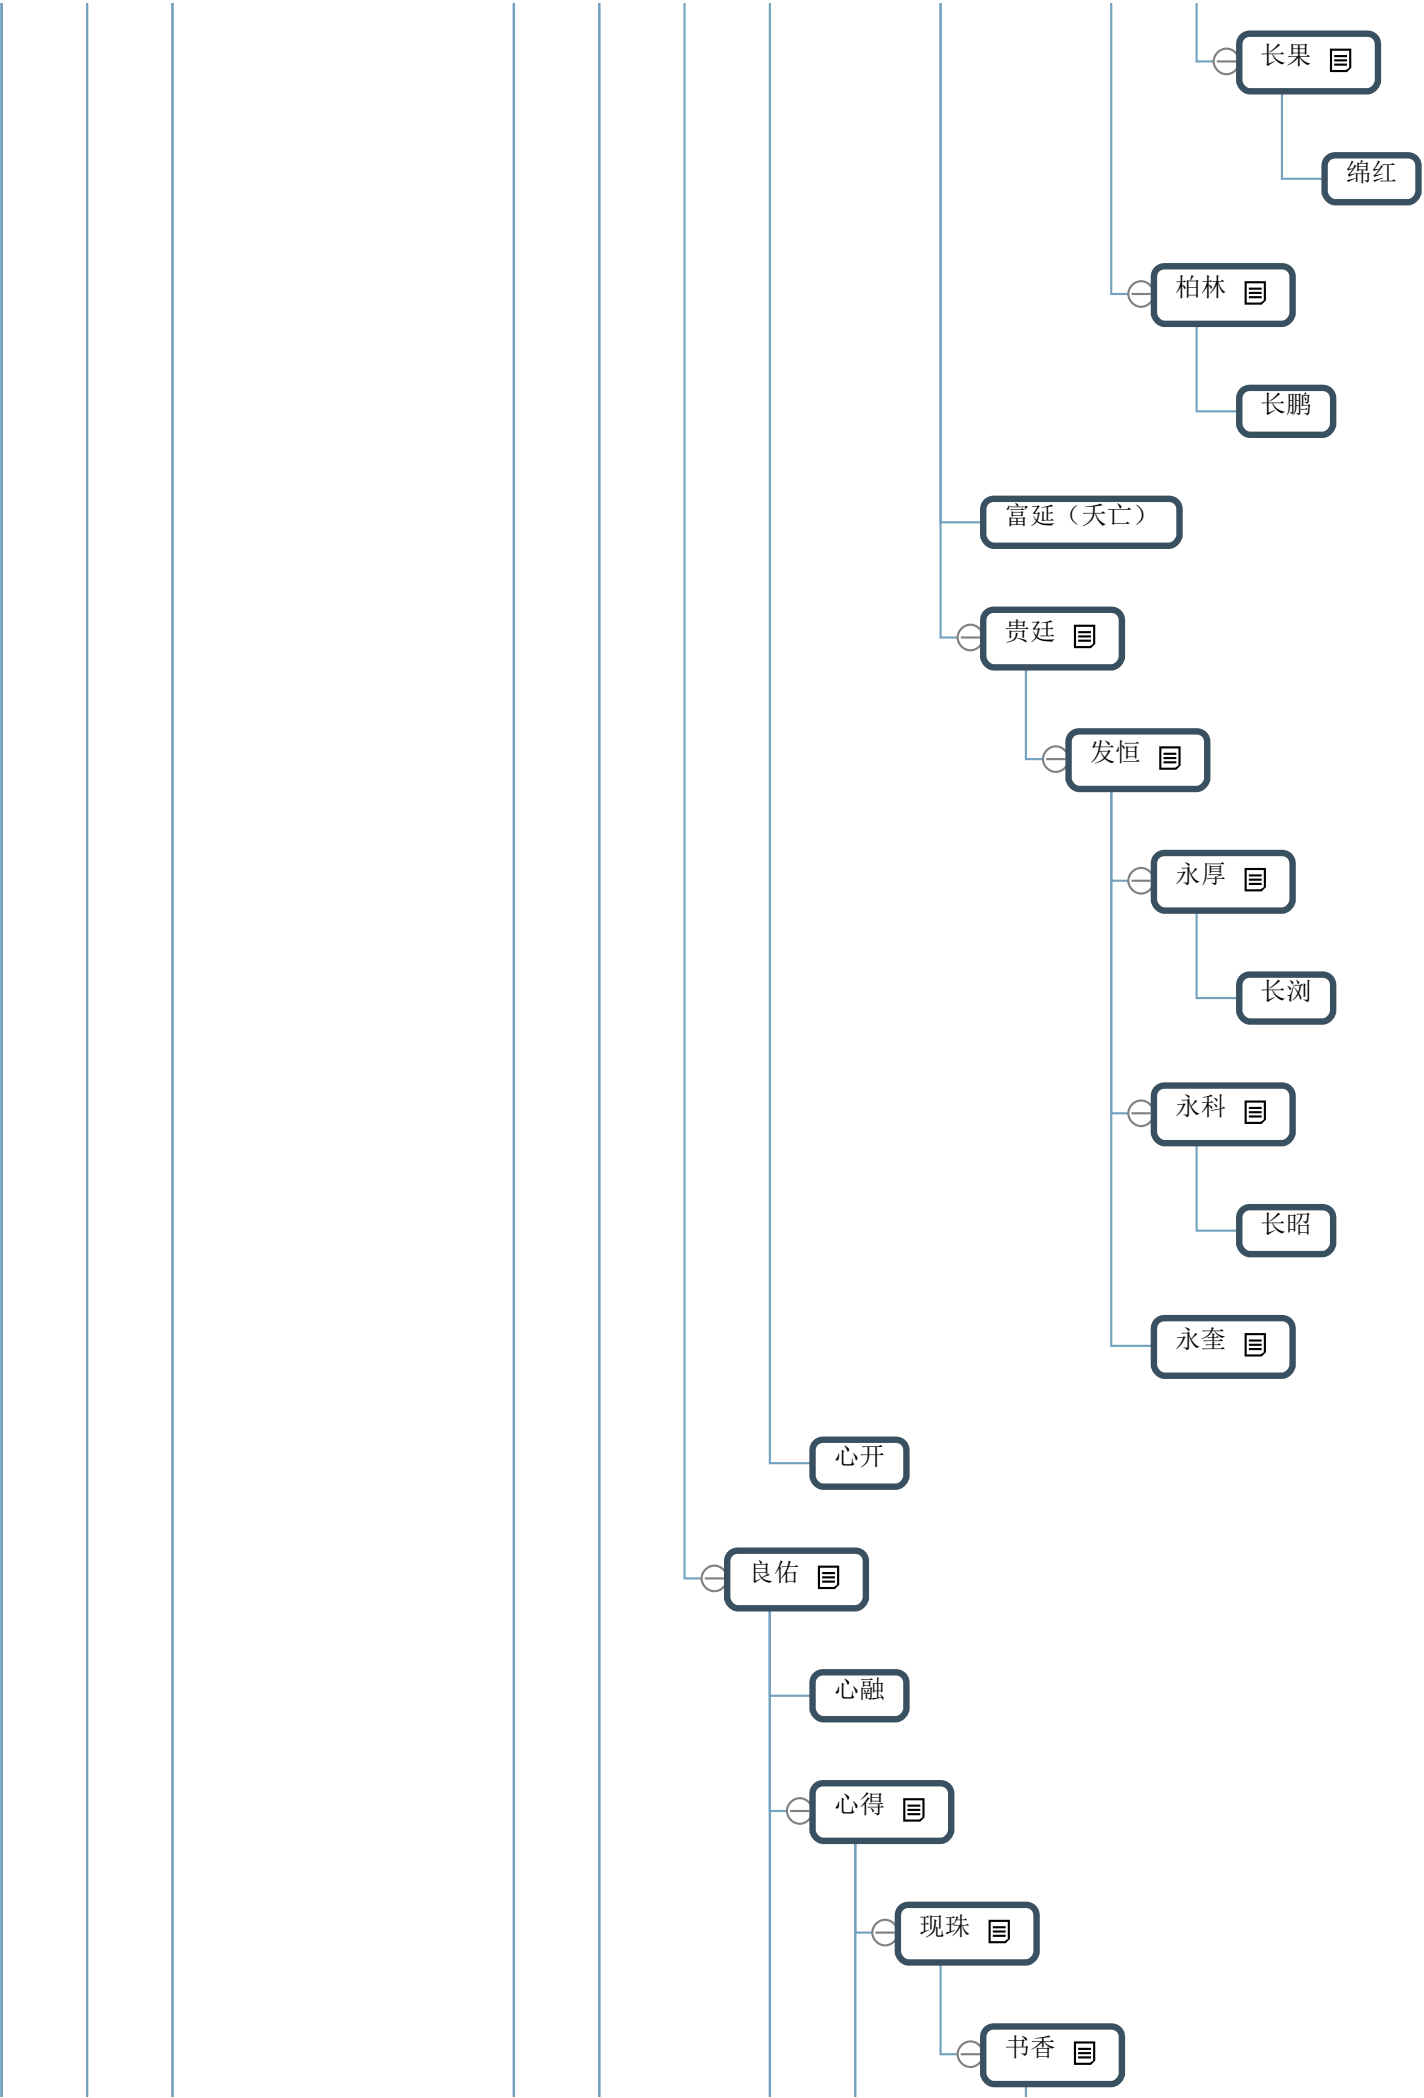 长果
绵红
柏林
长鹏
富延（夭亡）
贵廷
发恒
永厚
长浏
永科
长昭
永奎
心开
良佑
心融
心得
现珠
书香